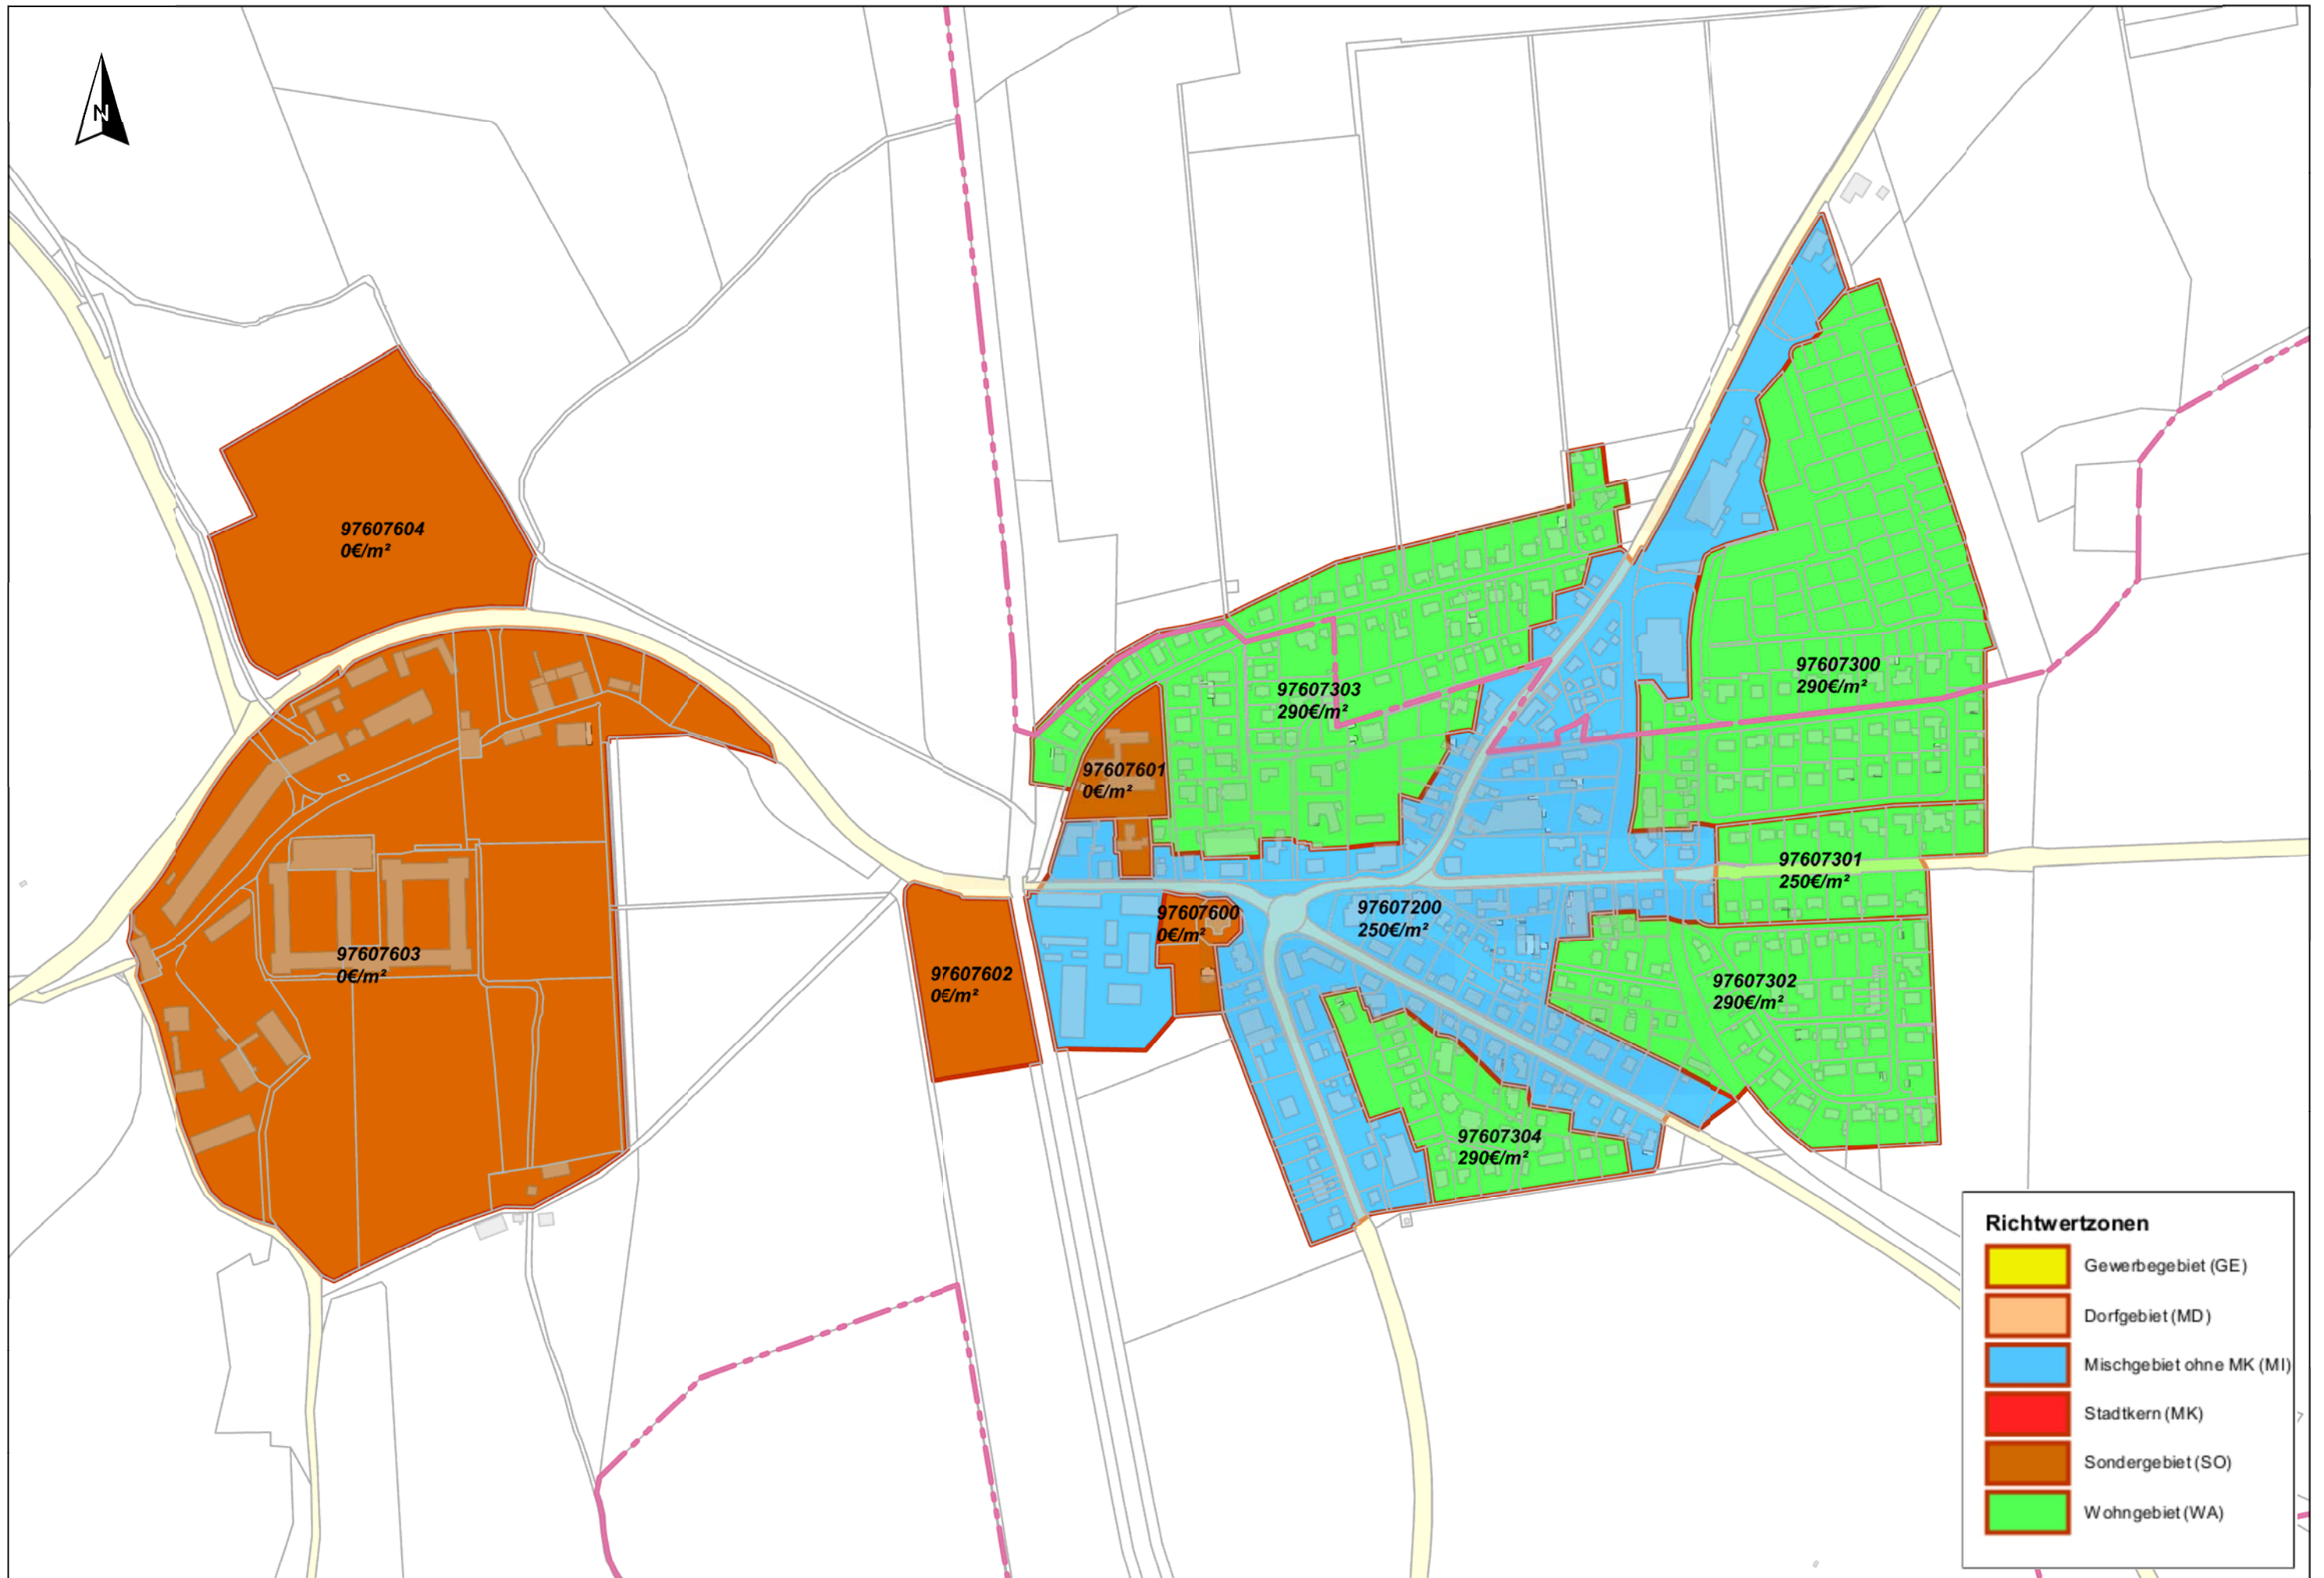 N
97607604
0€/m²
97607300
290€/m²
97607303
290€/m²
97607601
0€/m²
97607301
250€/m²
97607200
250€/m²
97607600
0€/m²
97607603
0€/m²
97607602
0€/m²
97607302
290€/m²
97607304
290€/m²
Richtwertzonen
Gewerbegebiet (GE)
Dorfgebiet (MD)
Mischgebiet ohne MK (MI)
Stadtkern (MK)
Sondergebiet (SO)
Wohngebiet (WA)